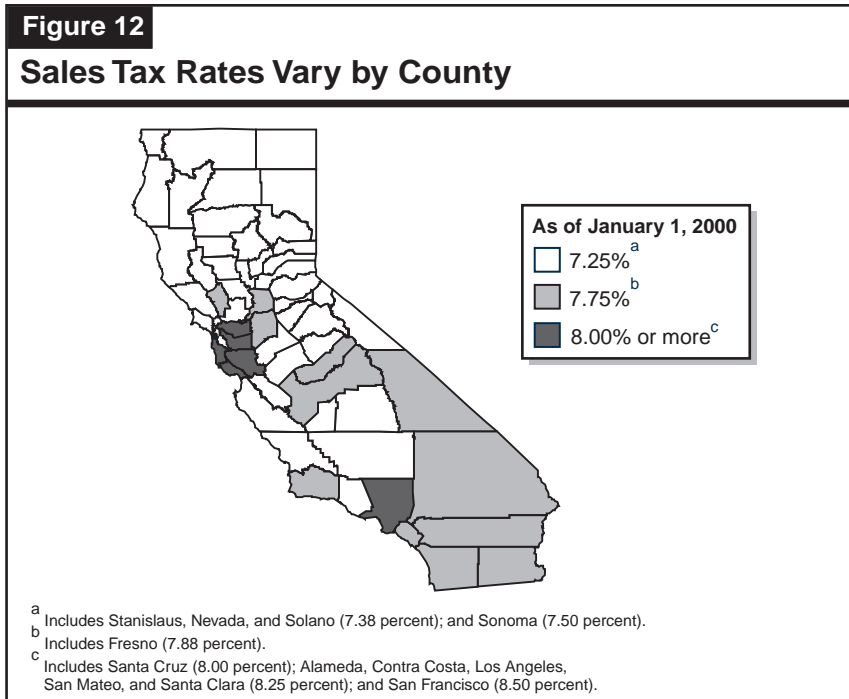 Figure 12
Sales Tax Rates Vary by County
As of January 1, 2000
7.25%a
7.75%b
8.00% or morec
a Includes Stanislaus, Nevada, and Solano (7.38 percent); and Sonoma (7.50 percent).
b Includes Fresno (7.88 percent).
c Includes Santa Cruz (8.00 percent); Alameda, Contra Costa, Los Angeles,
San Mateo, and Santa Clara (8.25 percent); and San Francisco (8.50 percent).